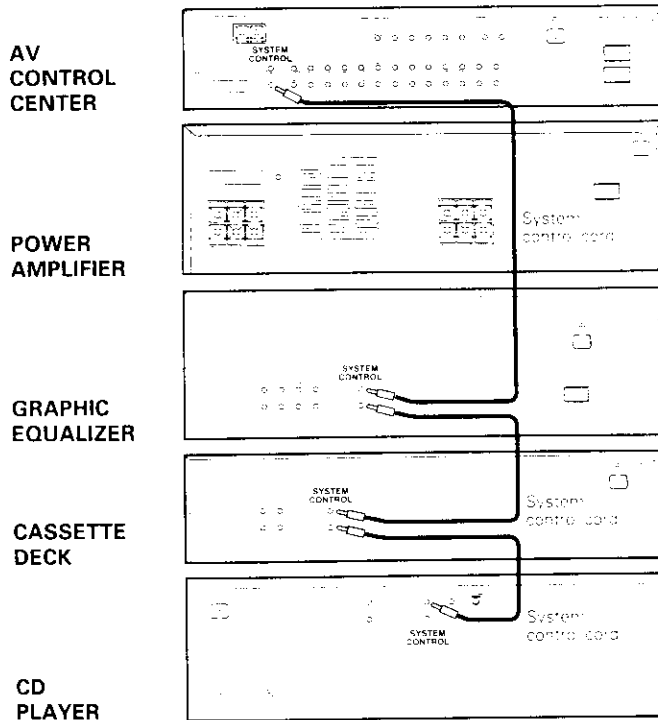 AV
CONTROL
CENTER
SYSTEM
CONTROL
POWER
AMPLIFIER
System
control cord
GRAPHIC
EQUALIZER
SYSTEM
CONTROL
CASSETTE
DECK
SYSTEM
CONTROL
System
control cord
CD
PLAYER
SYSTEM
CONTROL
System
control cord